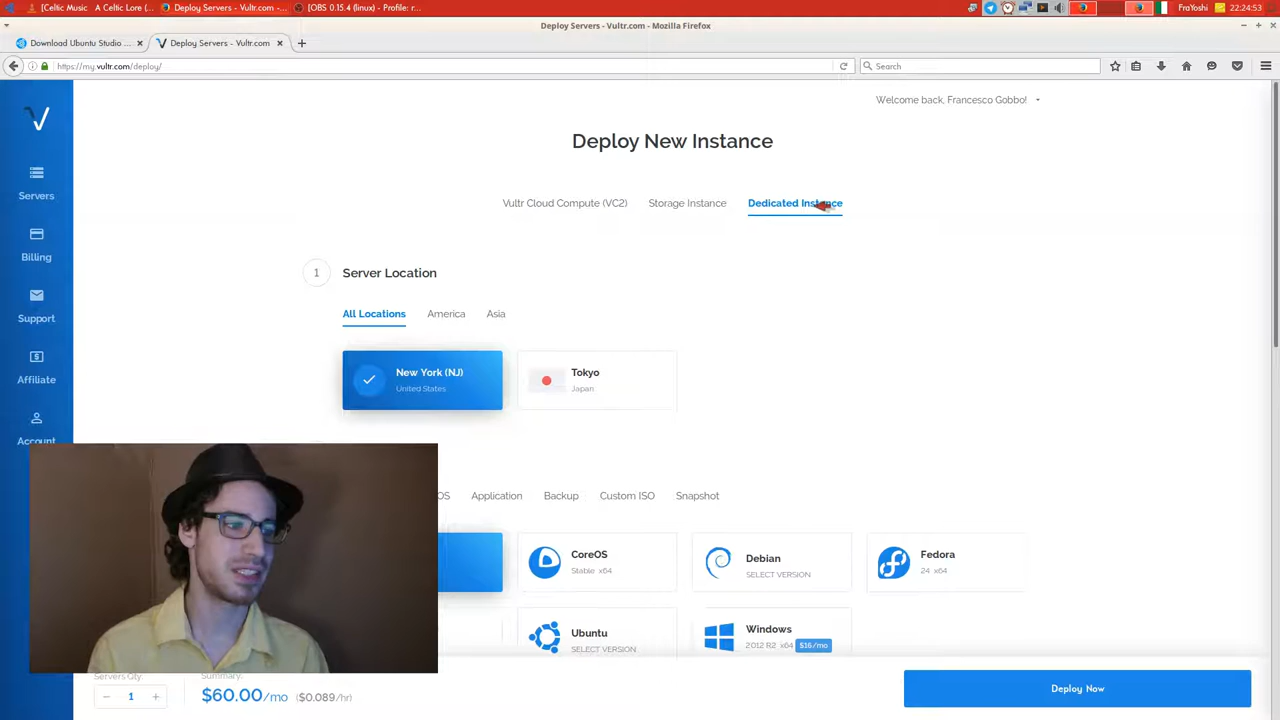 [Celtic Music] A Celtic Lore (...
Deploy Servers - Vultr.com - ...
[OBS 0.15.4 (linux) - Profile: r...
FraYoshi
22:24:53
Deploy Servers - Vultr.com - Mozilla Firefox
Download Ubuntu Studio ...
Deploy Servers - Vultr.com
https://my.vultr.com/deploy/
Search
Welcome back, Francesco Gobbo!
Deploy New Instance
Vultr Cloud Compute (VC2)
Storage Instance
Dedicated Instance
Servers
Billing
Support
Affiliate
Account
1
Server Location
All Locations
America
Asia
New York (NJ)
United States
Tokyo
Japan
OS
Application
Backup
Custom ISO
Snapshot
CoreOS
Stable x64
Debian
SELECT VERSION
Fedora
24 x64
Ubuntu
SELECT VERSION
Windows
2012 R2 x64
$16/mo
Servers Qty:
1
Summary:
$60.00/mo ($0.089/hr)
Deploy Now